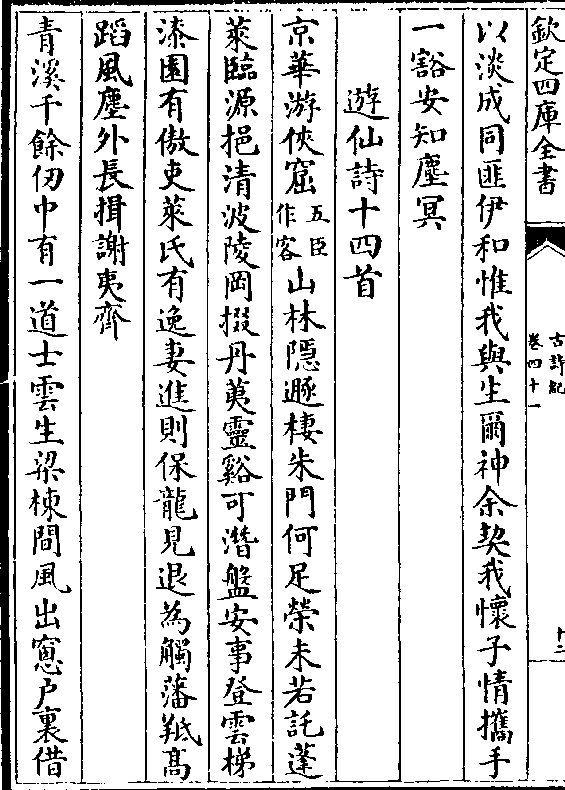 欽定四庫全書
古詩紀
卷四十一
十二
以淡成同匪伊和惟我與生爾神余契我懷子情攜手
一豁安知塵冥
遊仙詩十四首
京華游俠窟五臣作客山林隱遯棲朱門何足榮未若託蓬
萊臨源挹清波陵岡掇丹荑靈谿可潛盤安事登雲梯
漆園有傲吏萊氏有逸妻進則保龍見退為觸藩羝高
蹈風塵外長揖謝夷齊
青溪千餘仞中有一道士雲生梁棟間風出窻户裏借